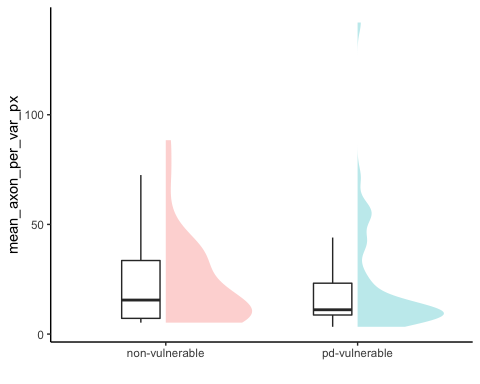 mean_axon_per_var_px
100
50
0
non-vulnerable
pd-vulnerable